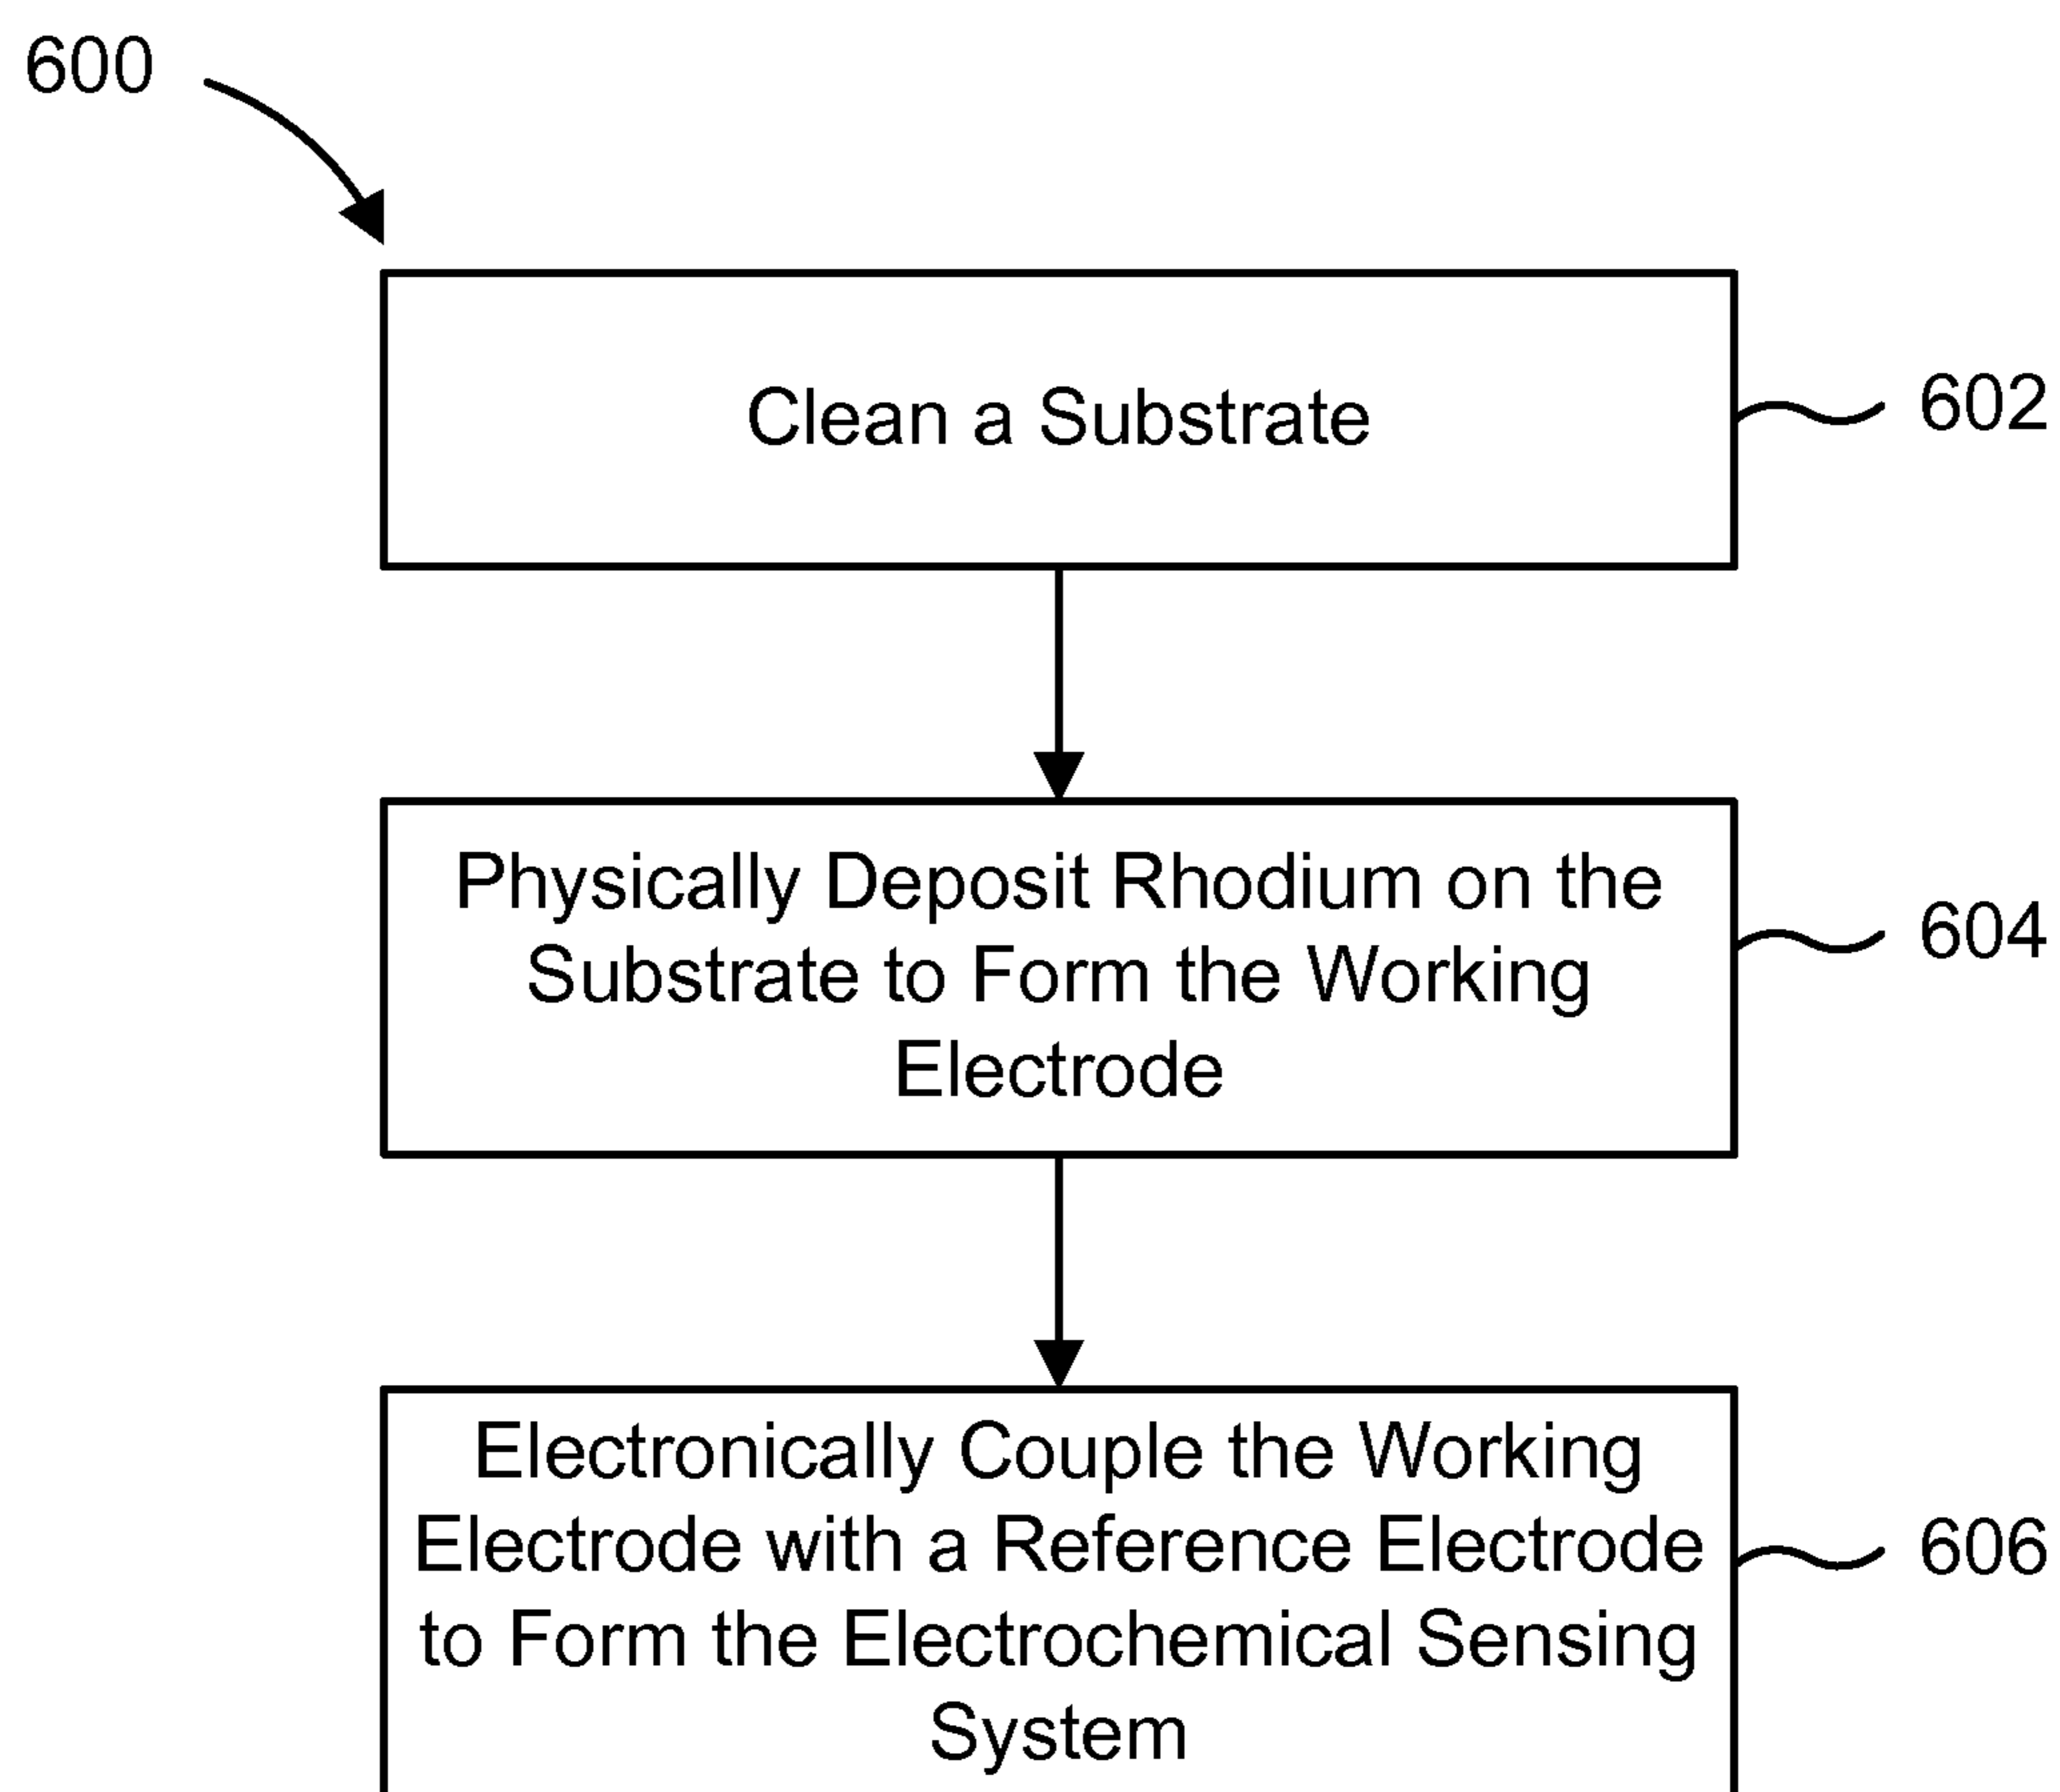 600
Clean a Substrate
602
Physically Deposit Rhodium on the
Substrate to Form the Working
Electrode
604
Electronically Couple the Working
Electrode with a Reference Electrode
to Form the Electrochemical Sensing
System
606